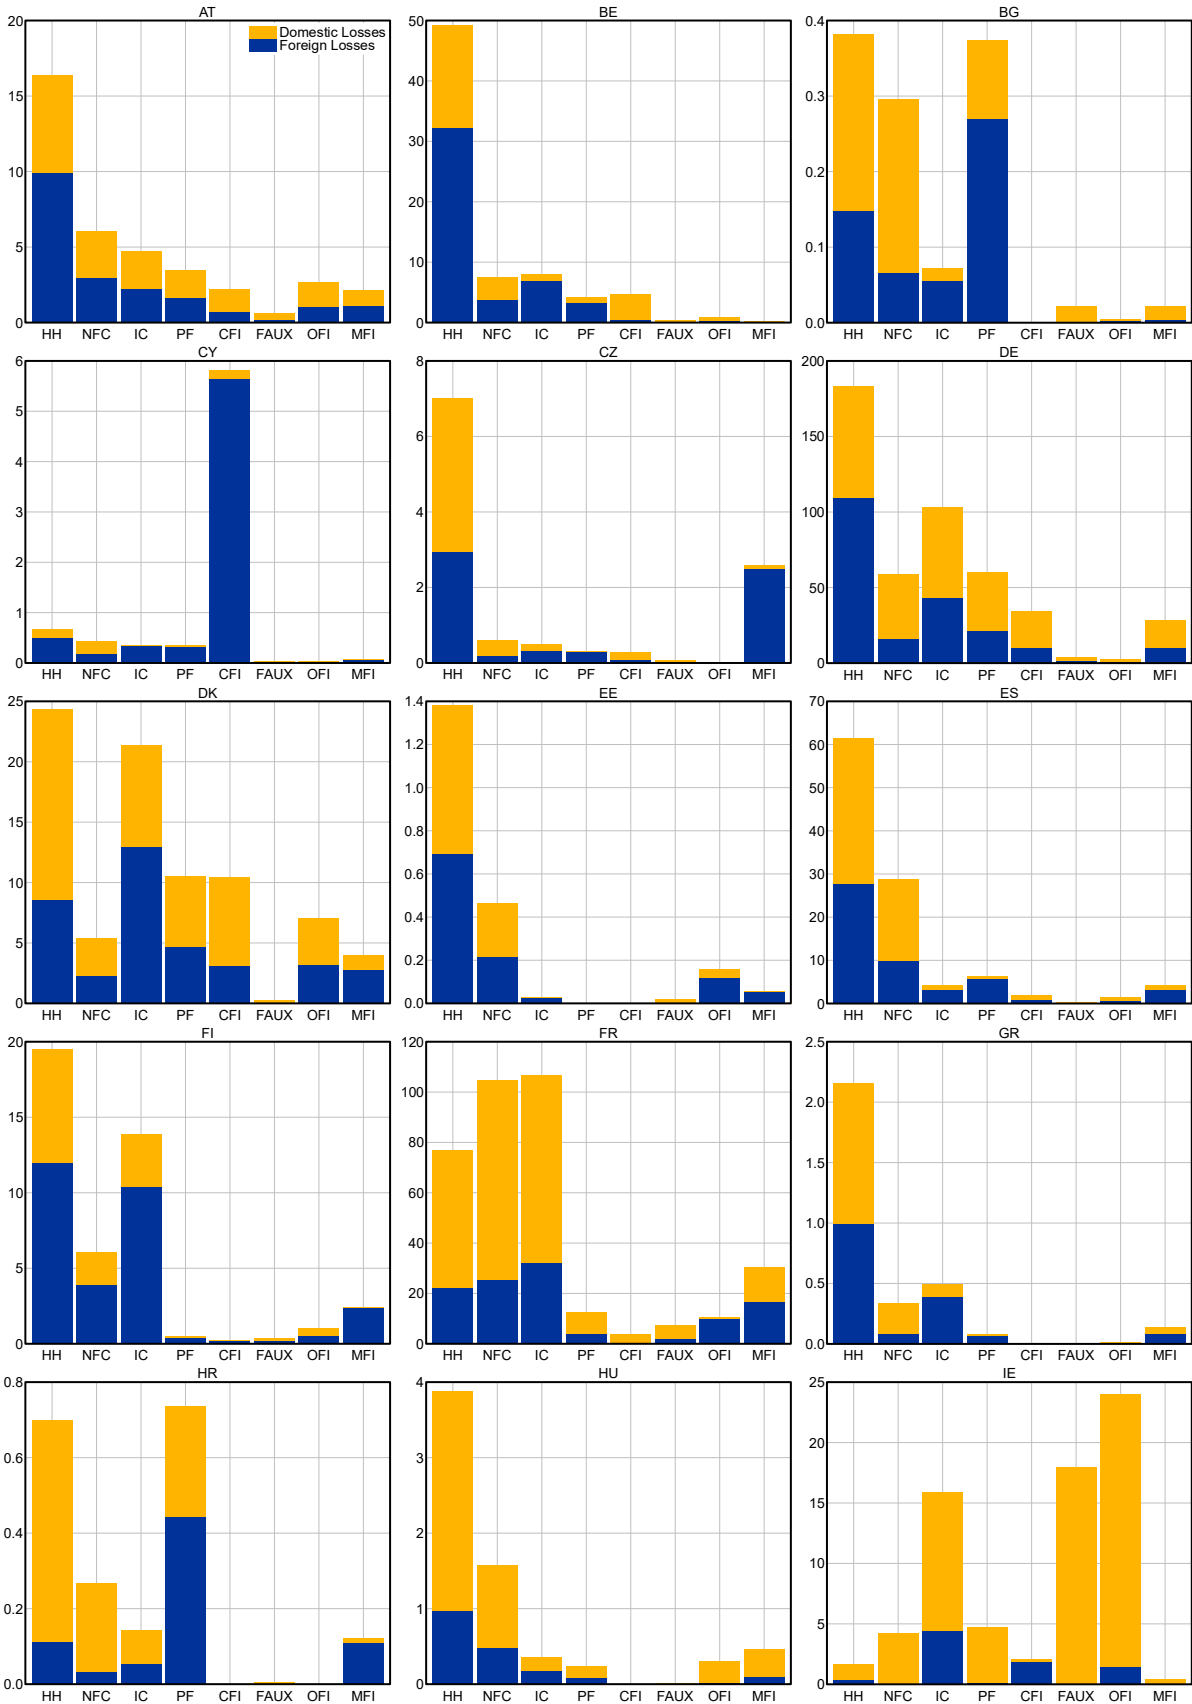 AT BE BG
20 50 0.4
Domestic Losses
Foreign Losses
15 40 0.3
10 30 0.2
20
5 10 0.1
0 0 0.0
HH NFC IC PF CFI FAUX OFI MFI HH NFC IC PF CFI FAUX OFI MFI HH NFC IC PF CFI FAUX OFI MFI
CY CZ DE
6 8 200
5 6 150
4
3 4 100
2 2 50
1
0 0 0
HH NFC IC PF CFI FAUX OFI MFI HH NFC IC PF CFI FAUX OFI MFI HH NFC IC PF CFI FAUX OFI MFI
DK EE ES
25 1.4 70
20 1.2 60
1.0 50
15 0.8 40
10 0.6 30
0.4 20
5 0.2 10
0 0.0 0
HH NFC IC PF CFI FAUX OFI MFI HH NFC IC PF CFI FAUX OFI MFI HH NFC IC PF CFI FAUX OFI MFI
FI FR GR
20 120 2.5
15 100 2.0
80
10 60 1.5
1.0
5 40 0.5
20
0 0 0.0
HH NFC IC PF CFI FAUX OFI MFI HH NFC IC PF CFI FAUX OFI MFI HH NFC IC PF CFI FAUX OFI MFI
HR HU IE
0.8 4 25
0.6 3 20
15
0.4 2 10
0.2 1 5
0.0 0 0
HH NFC IC PF CFI FAUX OFI MFI HH NFC IC PF CFI FAUX OFI MFI HH NFC IC PF CFI FAUX OFI MFI